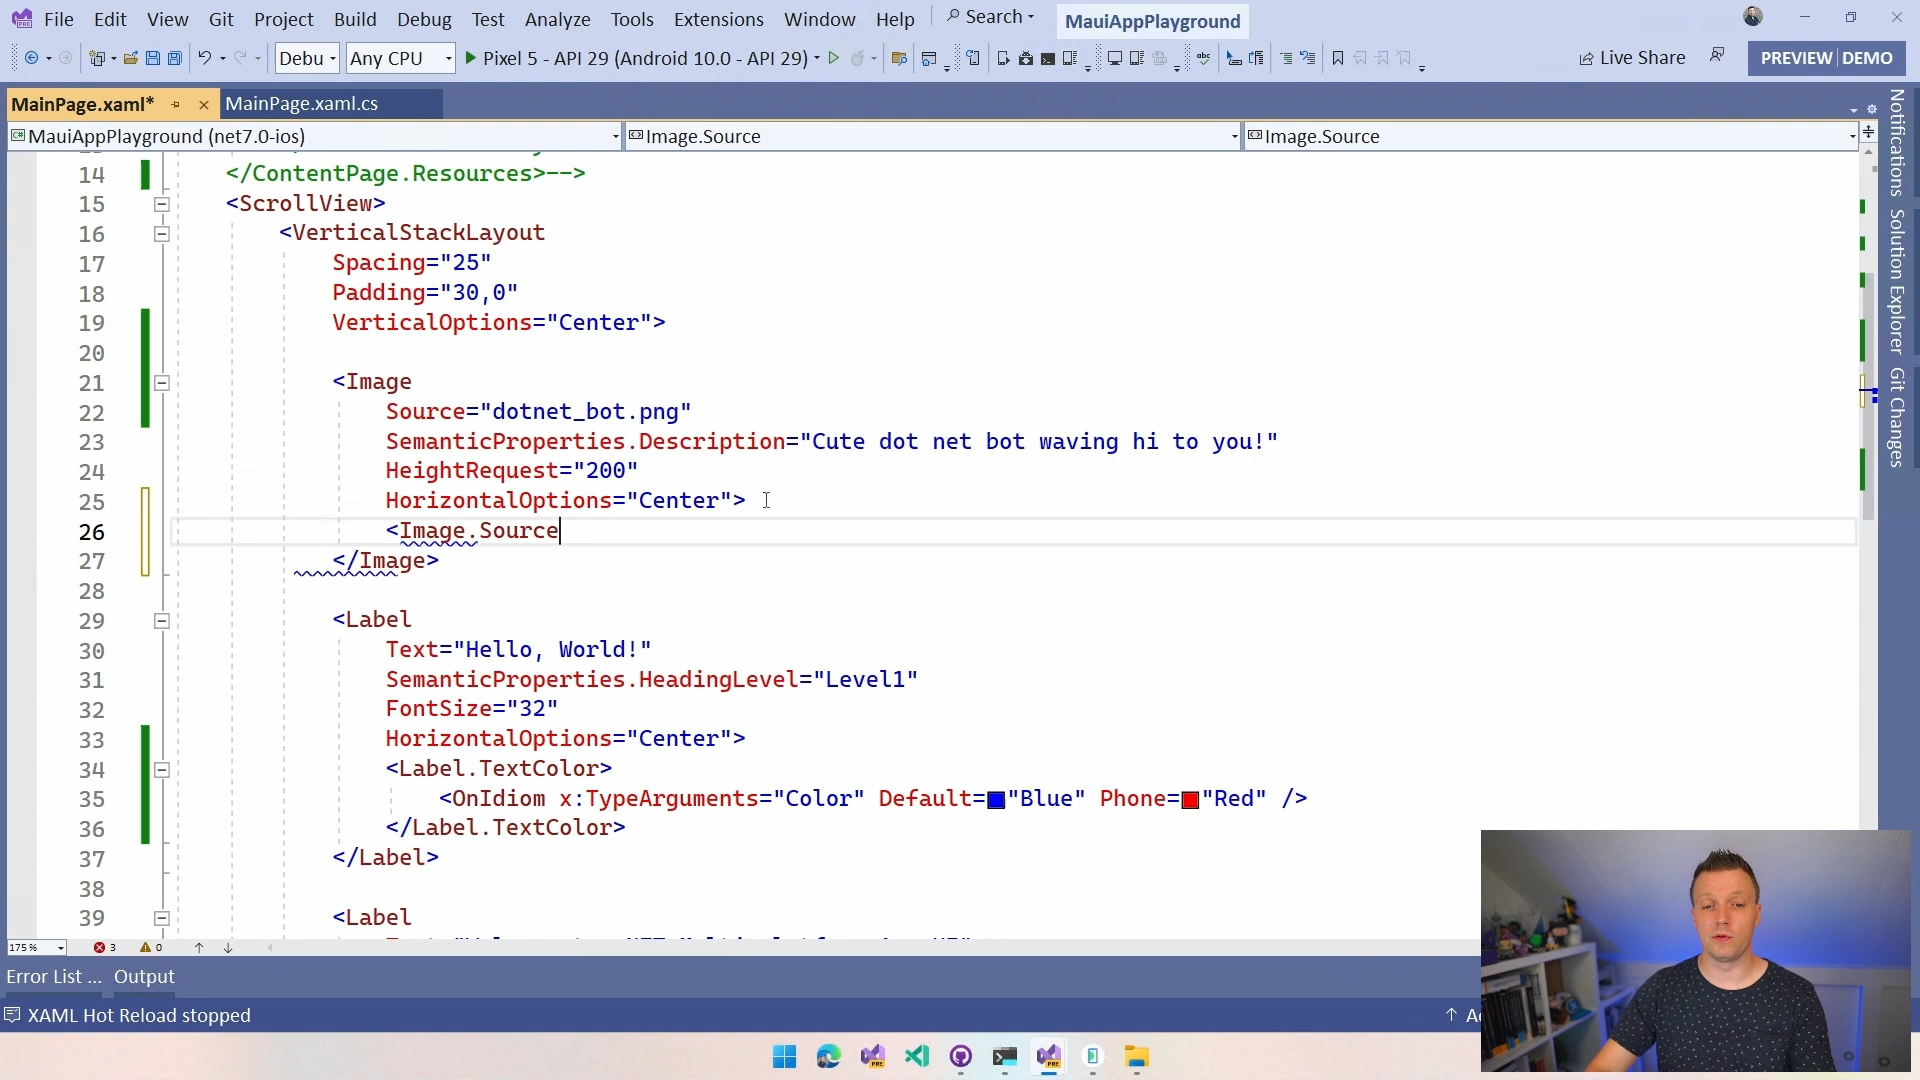 File Edit View Git Project Build Debug Test Analyze Tools Extensions Window Help Search MauiAppPlayground
Debu Any CPU Pixel 5 - API 29 (Android 10.0 - API 29) Live Share PREVIEW DEMO
MainPage.xaml* MainPage.xaml.cs
MauiAppPlayground (net7.0-ios) Image.Source Image.Source
14 </ContentPage.Resources>-->
15 <ScrollView>
16 <VerticalStackLayout
17 Spacing="25"
18 Padding="30,0"
19 VerticalOptions="Center">
20
21 <Image
22 Source="dotnet_bot.png"
23 SemanticProperties.Description="Cute dot net bot waving hi to you!"
24 HeightRequest="200"
25 HorizontalOptions="Center">
26 <Image.Source
27 </Image>
28
29 <Label
30 Text="Hello, World!"
31 SemanticProperties.HeadingLevel="Level1"
32 FontSize="32"
33 HorizontalOptions="Center">
34 <Label.TextColor>
35 <OnIdiom x:TypeArguments="Color" Default="Blue" Phone="Red" />
36 </Label.TextColor>
37 </Label>
38
39 <Label
175 % 3 0
Error List ... Output
XAML Hot Reload stopped
Notifications
Solution Explorer
Git Changes